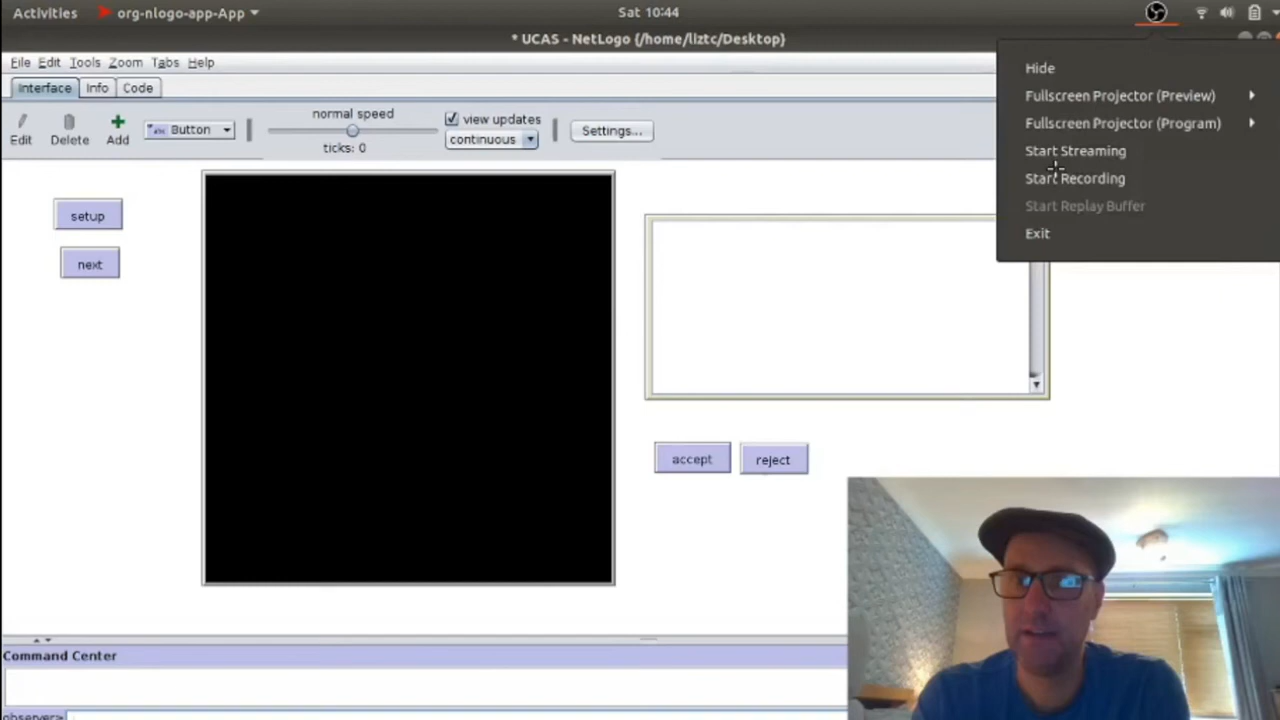 Activities org-nlogo-app-App Sat 10:44
* UCAS - NetLogo {/home/liztc/Desktop}
File Edit Tools Zoom Tabs Help
Interface Info Code
Edit Delete Add Button normal speed ticks: 0 view updates continuous Settings...
setup
next
accept reject
Hide
Fullscreen Projector (Preview)
Fullscreen Projector (Program)
Start Streaming
Start Recording
Start Replay Buffer
Exit
Command Center
observer>